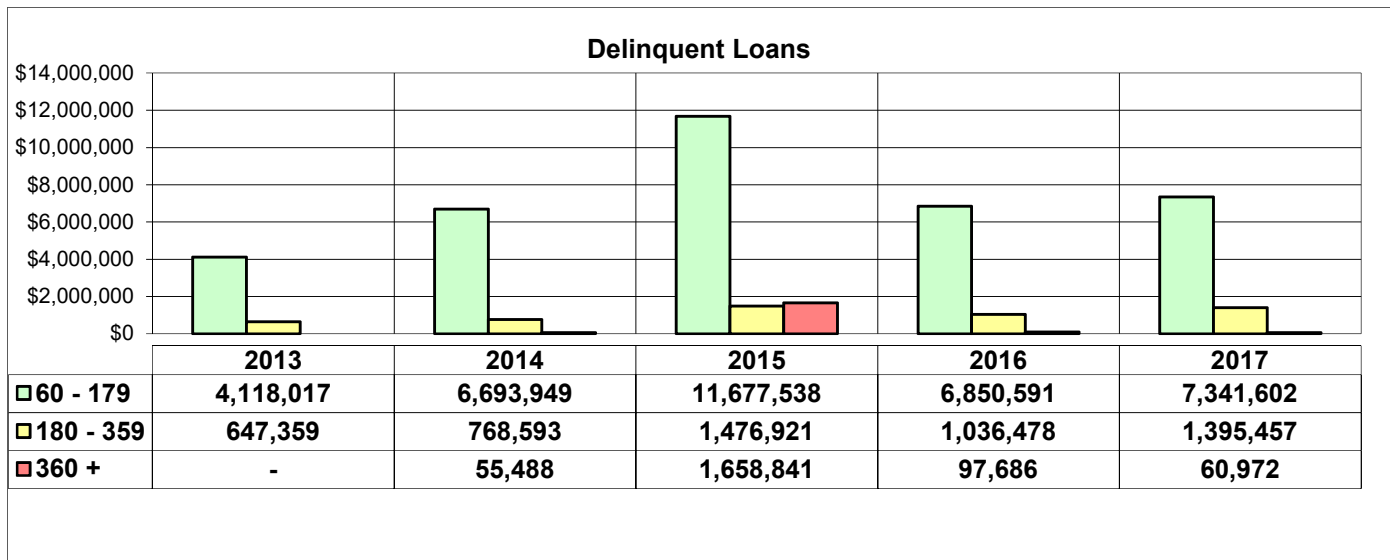 Delinquent Loans
$14,000,000
$12,000,000
$10,000,000
$8,000,000
$6,000,000
$4,000,000
$2,000,000
$0
2013 2014 2015 2016 2017
60 - 179 4,118,017 6,693,949 11,677,538 6,850,591 7,341,602
180 - 359 647,359 768,593 1,476,921 1,036,478 1,395,457
360 + - 55,488 1,658,841 97,686 60,972